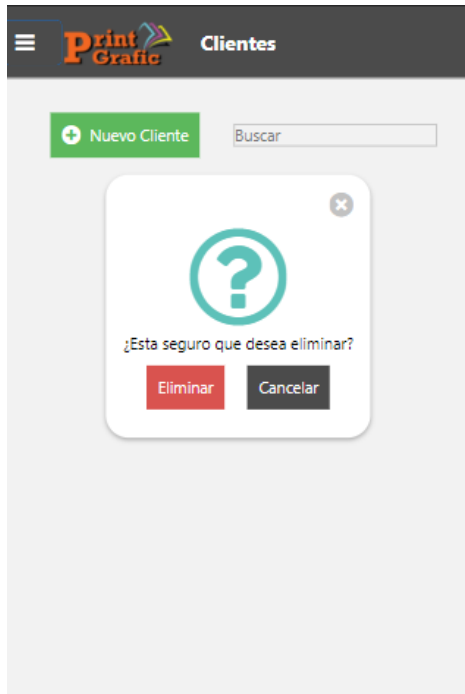 Print
Grafic
Clientes
Nuevo Cliente
Buscar
?
¿Esta seguro que desea eliminar?
Eliminar
Cancelar